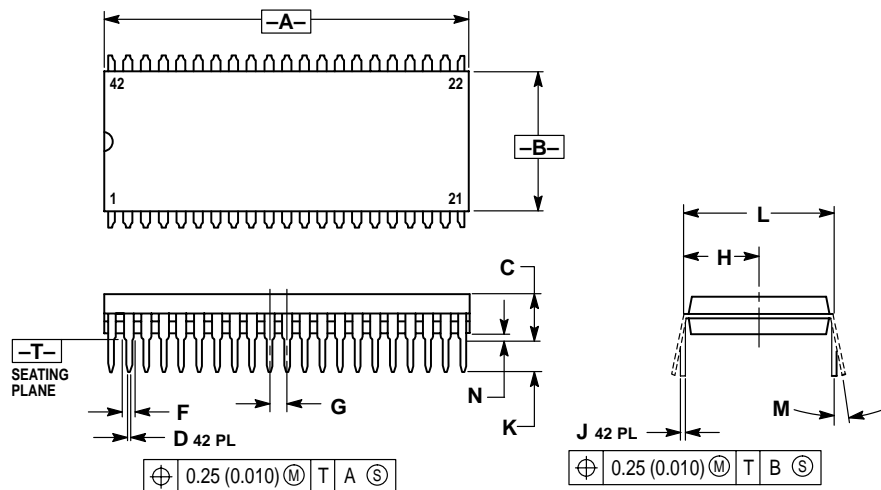 –A–
42 22
–B–
1 21
L
H
C
–T–
SEATING
PLANE
N
M
F
G
K
D 42 PL
J 42 PL
⌖ 0.25 (0.010) Ⓜ T A Ⓢ
⌖ 0.25 (0.010) Ⓜ T B Ⓢ